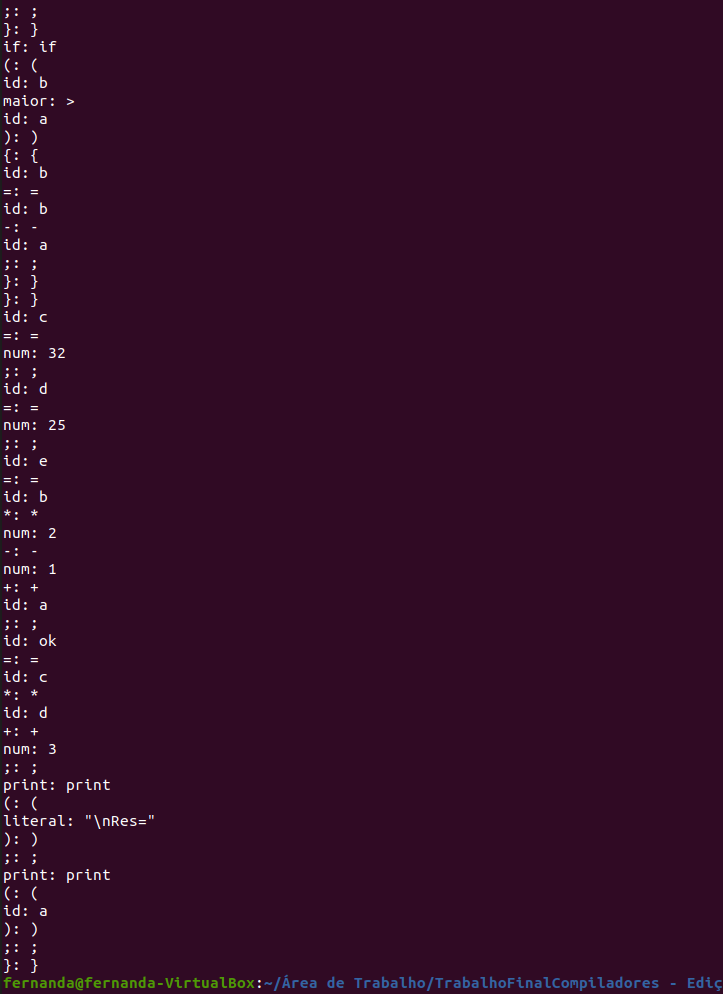 ;: ;
}: }
if: if
(: (
id: b
maior: >
id: a
): )
{: {
id: b
=: =
id: b
-: -
id: a
;: ;
}: }
}: }
id: c
=: =
num: 32
;: ;
id: d
=: =
num: 25
;: ;
id: e
=: =
id: b
*: *
num: 2
-: -
num: 1
+: +
id: a
;: ;
id: ok
=: =
id: c
*: *
id: d
+: +
num: 3
;: ;
print: print
(: (
literal: "\nRes="
): )
;: ;
print: print
(: (
id: a
): )
;: ;
}: }
fernanda@fernanda-VirtualBox:~/Área de Trabalho/TrabalhoFinalCompiladores - Ediç